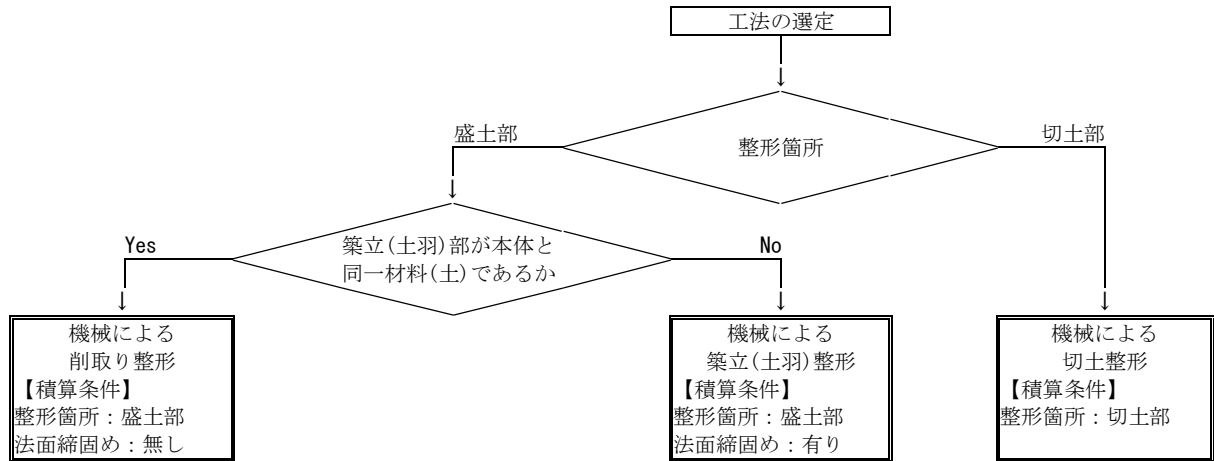 工法の選定
↓
盛土部
切土部
整形箇所
↓
Yes
築立(土羽)部が本体と
同一材料(土)であるか
No
↓
↓
↓
機械による
削取り整形
【積算条件】
整形箇所：盛土部
法面締固め：無し
機械による
築立(土羽)整形
【積算条件】
整形箇所：盛土部
法面締固め：有り
機械による
切土整形
【積算条件】
整形箇所：切土部